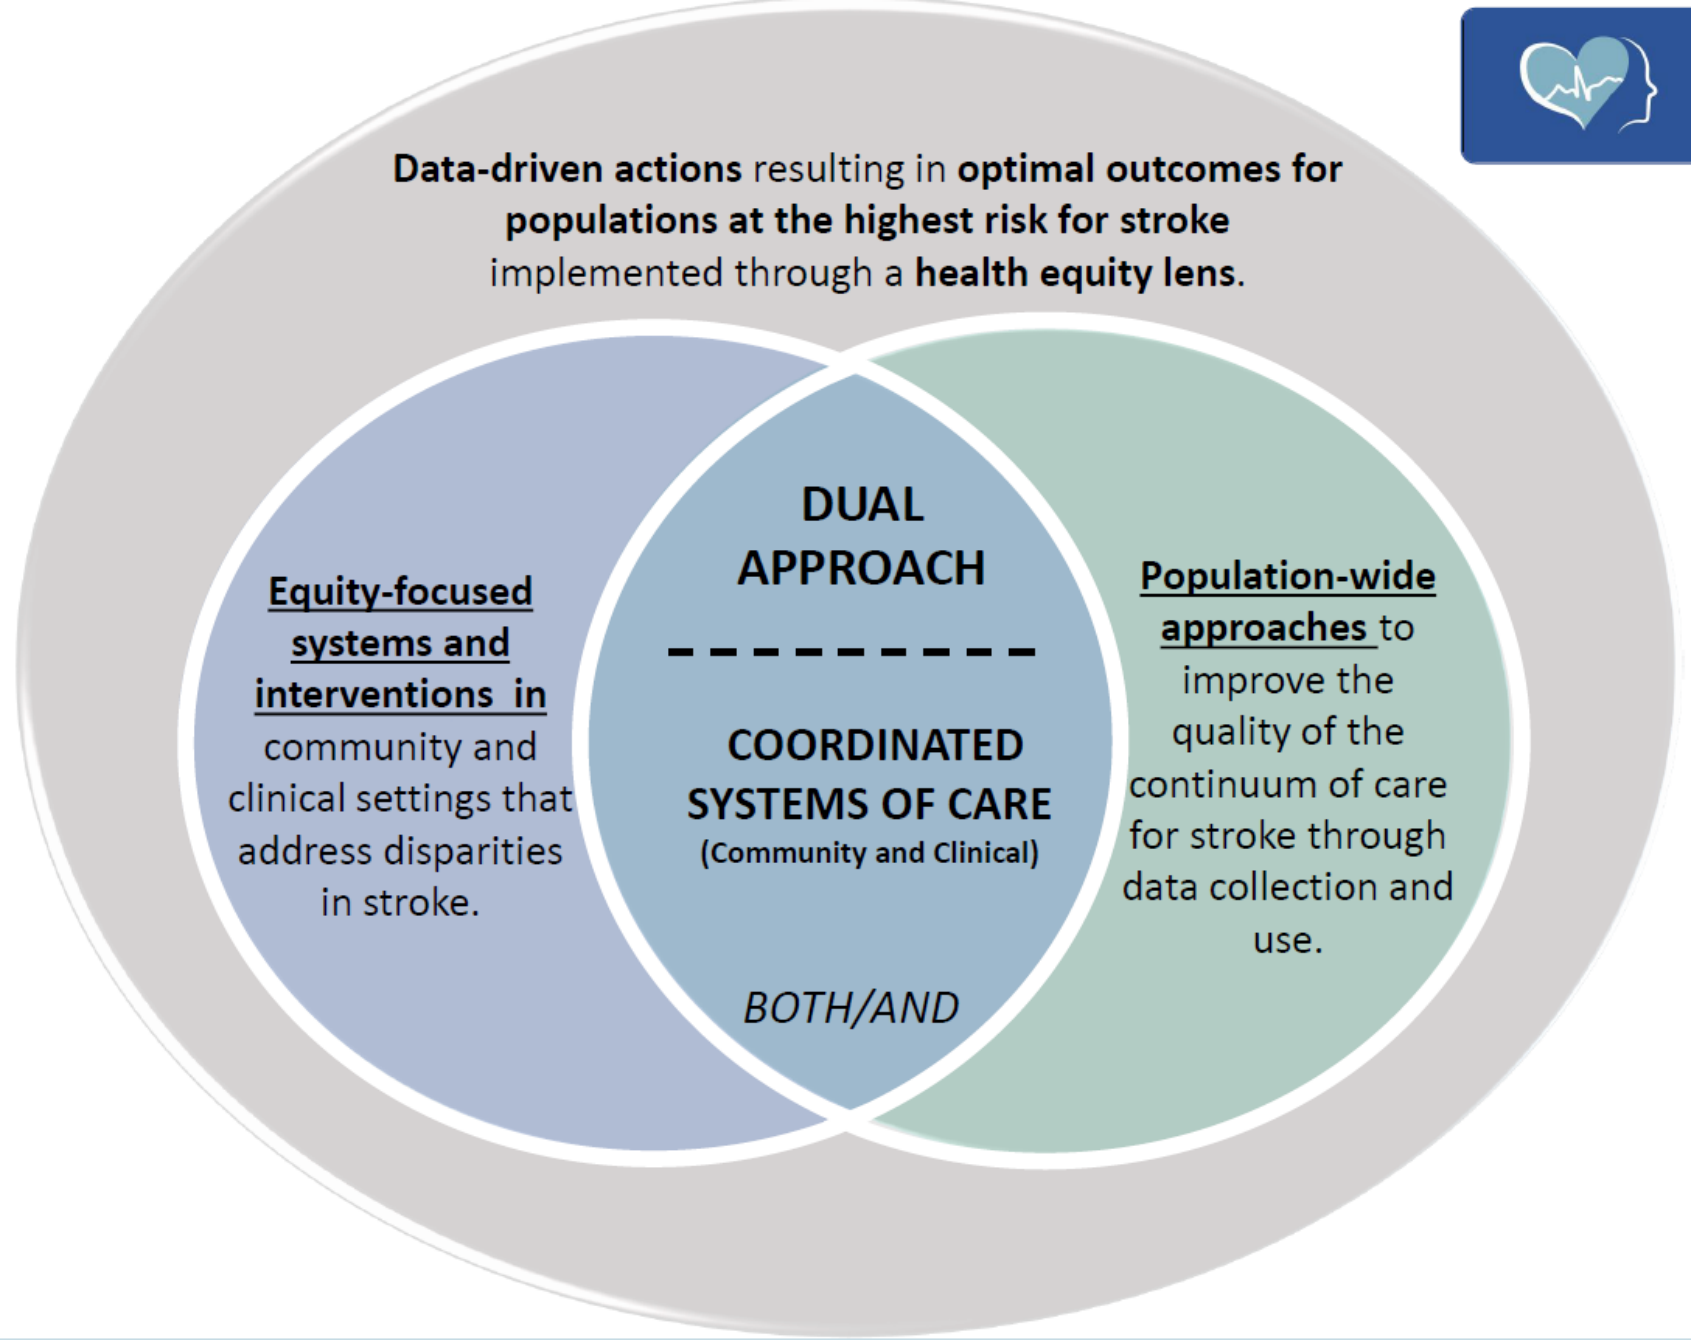 Data-driven actions resulting in optimal outcomes for
populations at the highest risk for stroke
implemented through a health equity lens.
Equity-focused
systems and
interventions in
community and
clinical settings that
address disparities
in stroke.
DUAL
APPROACH
COORDINATED
SYSTEMS OF CARE
(Community and Clinical)
BOTH/AND
Population-wide
approaches to
improve the
quality of the
continuum of care
for stroke through
data collection and
use.